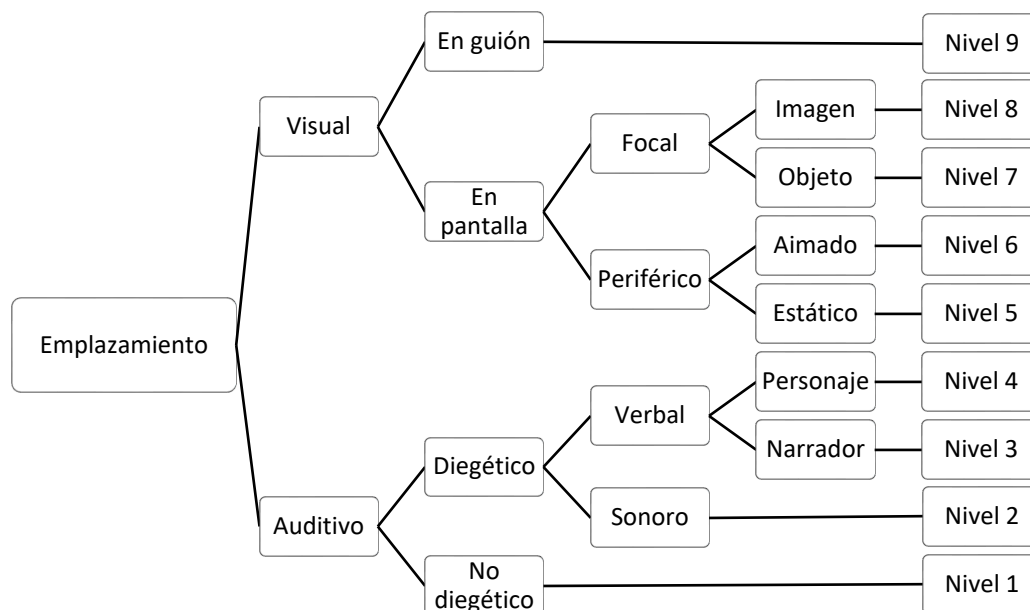 En guión
Nivel 9
Visual
Imagen
Nivel 8
Focal
Objeto
Nivel 7
En
pantalla
Aimado
Nivel 6
Periférico
Estático
Nivel 5
Emplazamiento
Personaje
Nivel 4
Verbal
Narrador
Nivel 3
Diegético
Sonoro
Nivel 2
Auditivo
No
diegético
Nivel 1